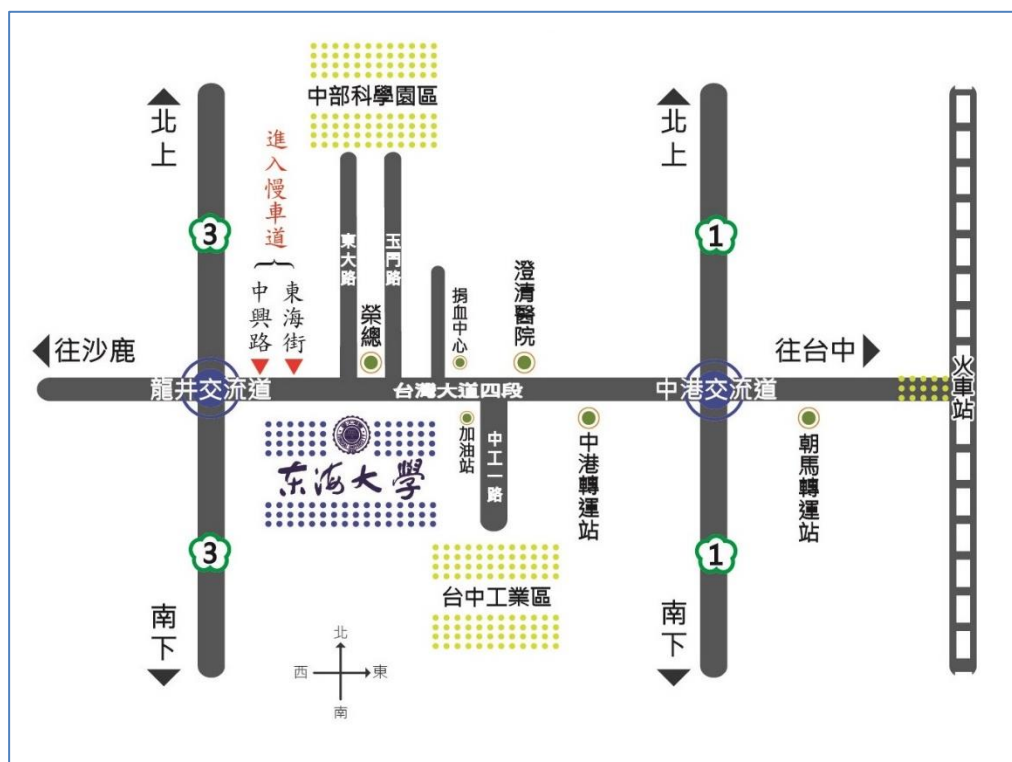 中部科學園區
北上
北上
進入慢車道
3
1
東大路
玉門路
中興路
東海街
榮總
捐血中心
澄清醫院
往沙鹿
往台中
火車站
龍井交流道
台灣大道四段
中港交流道
东海大學
加油站
中工一路
中港轉運站
朝馬轉運站
3
1
台中工業區
南下
南下
北
西
東
南